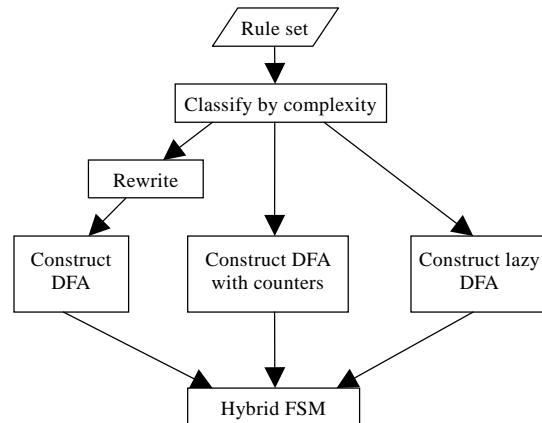 Rule set
Classify by complexity
Rewrite
Construct
DFA
Construct DFA
with counters
Construct lazy
DFA
Hybrid FSM